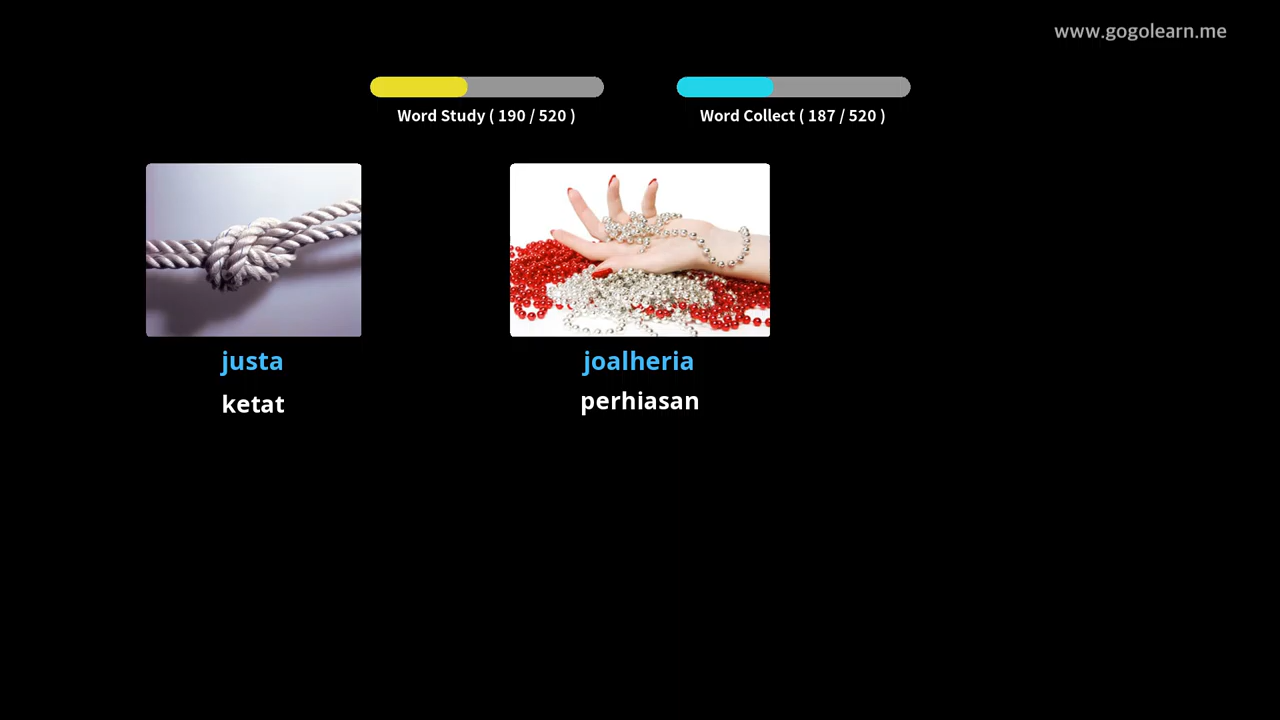 www.gogolearn.me
Word Study ( 190 / 520 )
Word Collect ( 187 / 520 )
justa
joalheria
ketat
perhiasan